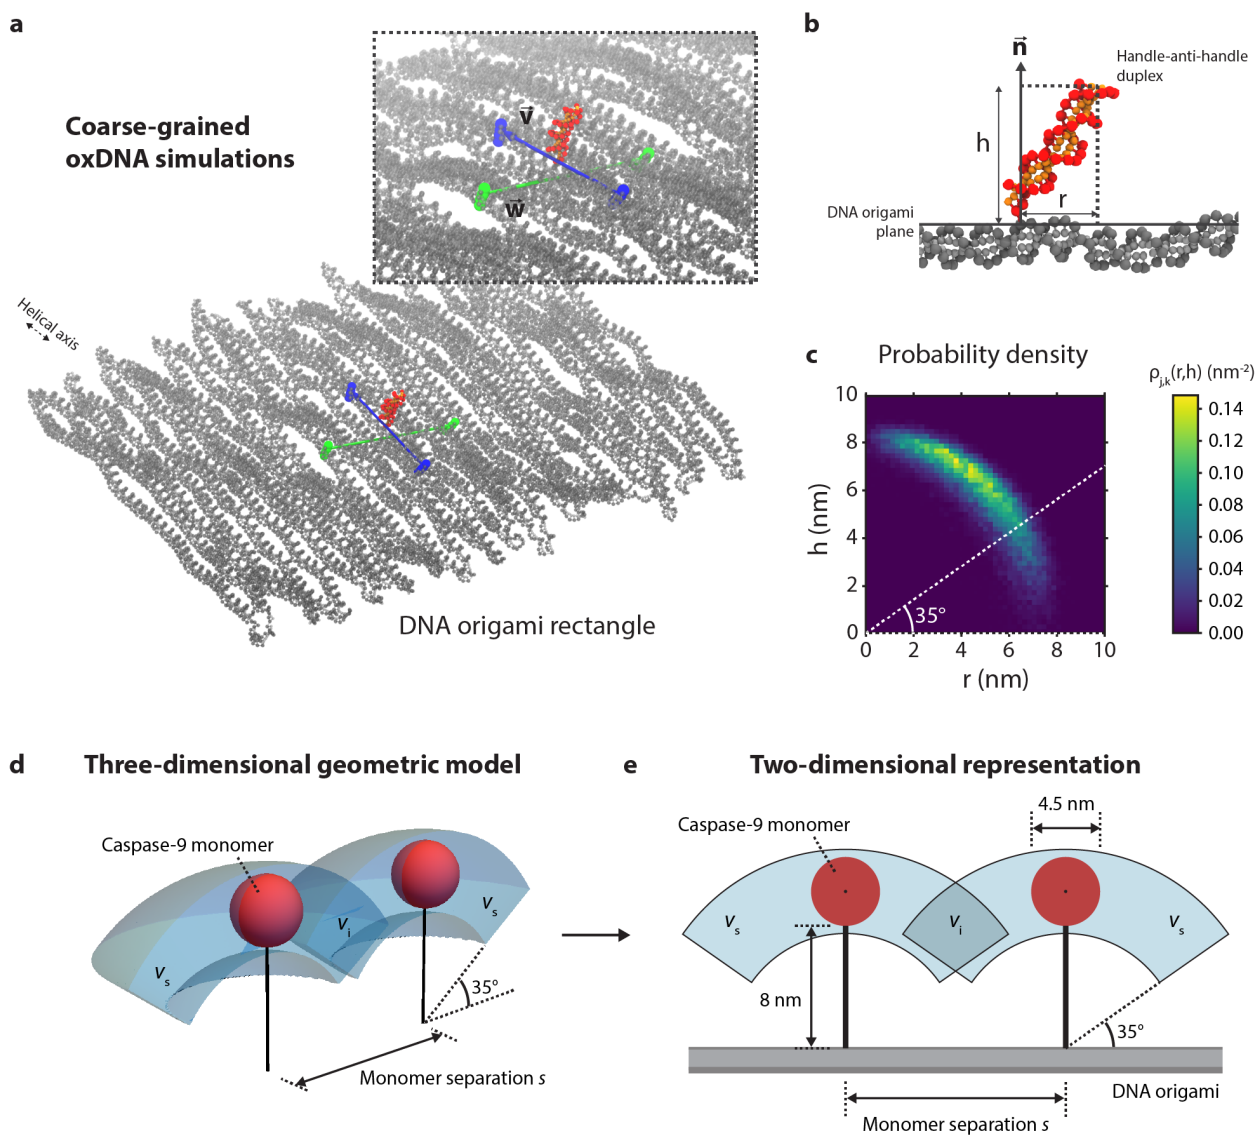 a
Coarse-grained
oxDNA simulations
v
w
Helical axis
DNA origami rectangle
b
n
Handle-anti-handle
duplex
h
r
DNA origami
plane
c
Probability density
ρj,k(r,h) (nm-2)
10
8
6
4
2
0
h (nm)
35°
0 2 4 6 8 10
r (nm)
0.14
0.12
0.10
0.08
0.06
0.04
0.02
0.00
d
Three-dimensional geometric model
Caspase-9 monomer
Vs
Vi
Vs
35°
Monomer separation s
e
Two-dimensional representation
4.5 nm
Caspase-9 monomer
Vs
Vi
Vs
8 nm
35°
DNA origami
Monomer separation s